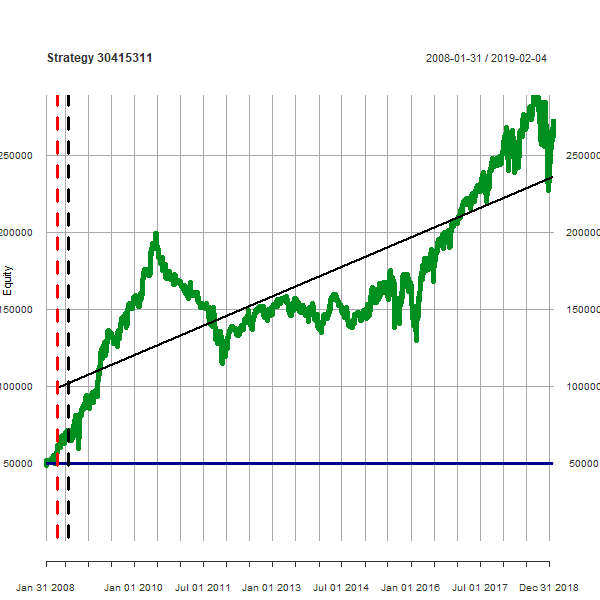 Strategy 30415311 2008-01-31 / 2019-02-04
250000 250000
200000 200000
Equity
150000 150000
100000 100000
50000 50000
Jan 31 2008 Jan 01 2010 Jul 01 2011 Jan 01 2013 Jul 01 2014 Jan 01 2016 Jul 01 2017 Dec 31 2018